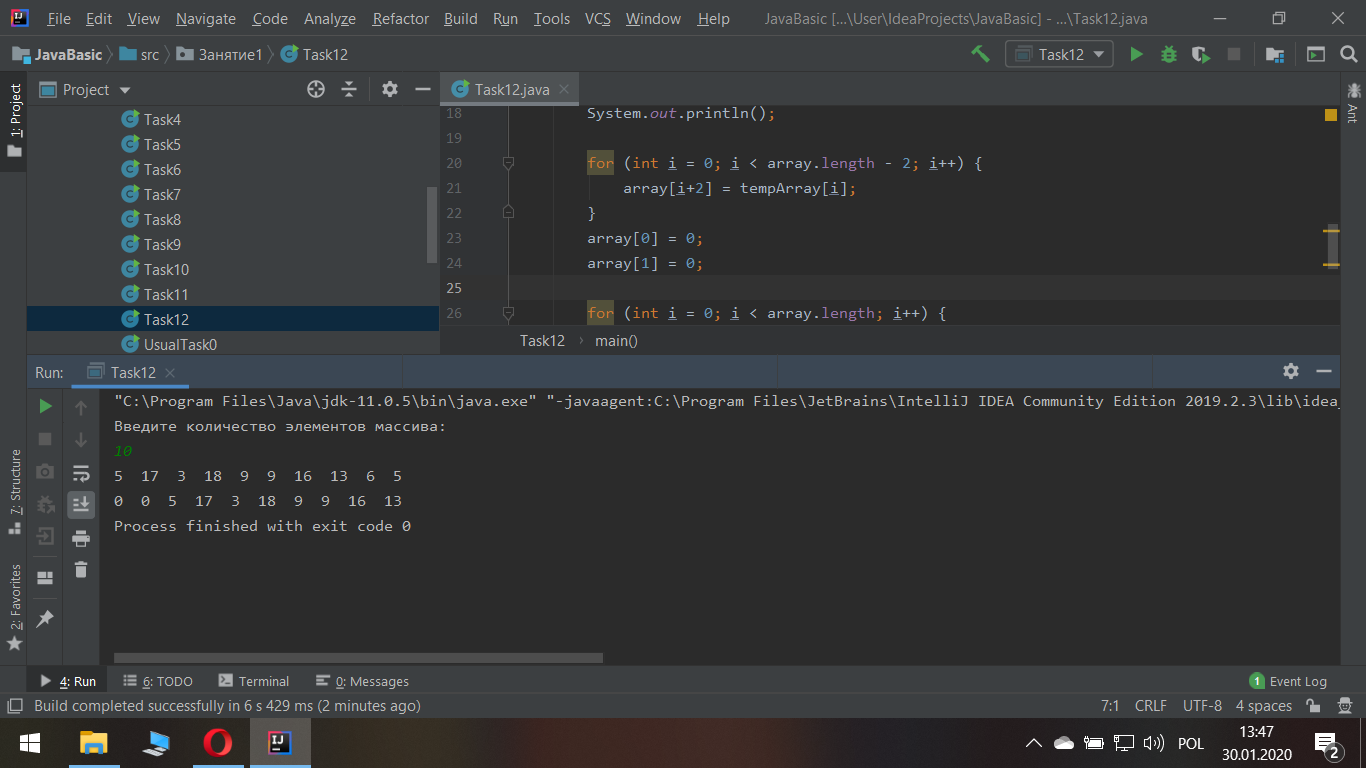 File Edit View Navigate Code Analyze Refactor Build Run Tools VCS Window Help JavaBasic [...\User\IdeaProjects\JavaBasic] - ...\Task12.java
JavaBasic src Занятие1 Task12 Task12
1: Project
Project
Task4
Task5
Task6
Task7
Task8
Task9
Task10
Task11
Task12
UsualTask0
Task12.java
18 System.out.println();
19
20 for (int i = 0; i < array.length - 2; i++) {
21 array[i+2] = tempArray[i];
22 }
23 array[0] = 0;
24 array[1] = 0;
25
26 for (int i = 0; i < array.length; i++) {
Task12 › main()
Ant
Run: Task12
"C:\Program Files\Java\jdk-11.0.5\bin\java.exe" "-javaagent:C:\Program Files\JetBrains\IntelliJ IDEA Community Edition 2019.2.3\lib\idea_
Введите количество элементов массива:
10
5 17 3 18 9 9 16 13 6 5
0 0 5 17 3 18 9 9 16 13
Process finished with exit code 0
7: Structure
2: Favorites
4: Run 6: TODO Terminal 0: Messages 1 Event Log
Build completed successfully in 6 s 429 ms (2 minutes ago) 7:1 CRLF UTF-8 4 spaces
POL 13:47
30.01.2020 2